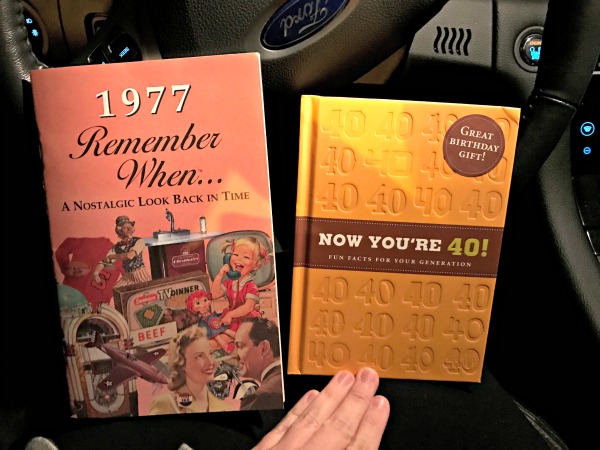 1977
Remember
When...
A NOSTALGIC LOOK BACK IN TIME
TV DINNER
BEEF
GREAT
BIRTHDAY
GIFT!
NOW YOU'RE 40!
FUN FACTS FOR YOUR GENERATION
40 40 40 40
40 40 40 40
40 40 40 40
40 40 40 40
40 40 40 40
40 40 40 40
Ford